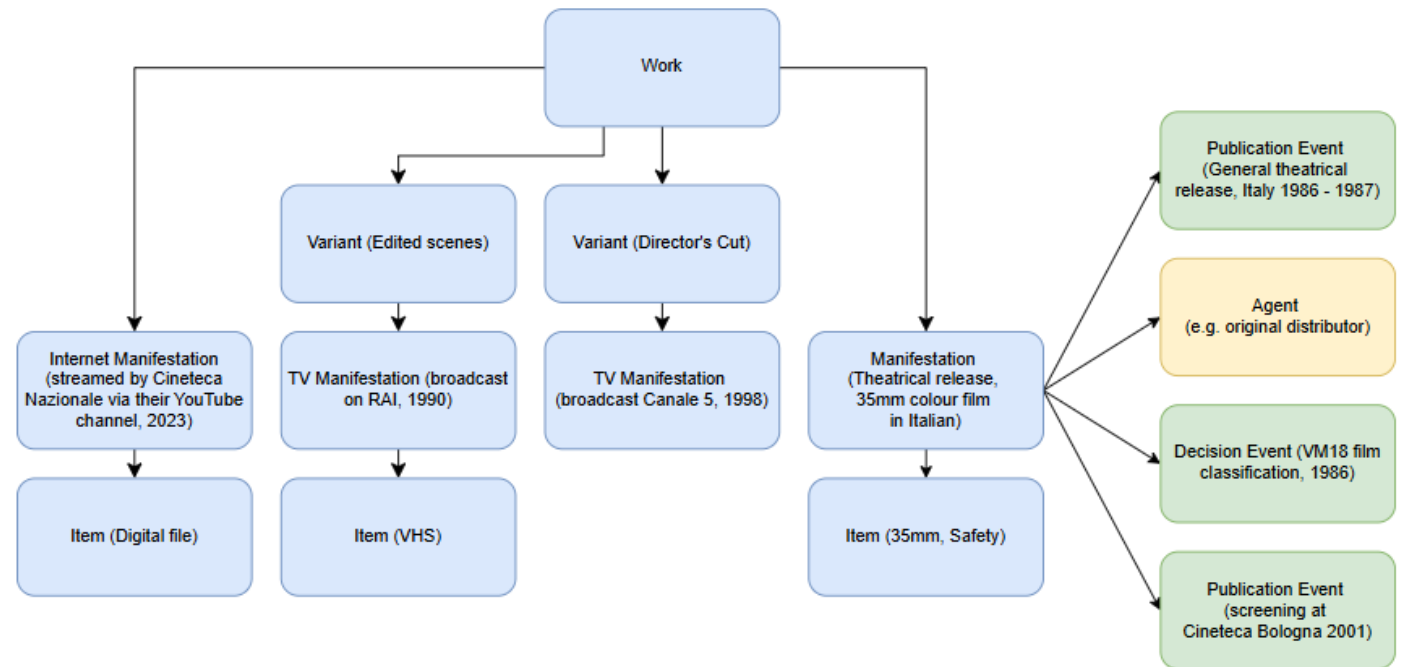 Work
Publication Event
(General theatrical
release, Italy 1986 - 1987)
Variant (Edited scenes)
Variant (Director's Cut)
Agent
(e.g. original distributor)
Internet Manifestation
(streamed by Cineteca
Nazionale via their YouTube
channel, 2023)
TV Manifestation (broadcast
on RAI, 1990)
TV Manifestation
(broadcast Canale 5, 1998)
Manifestation
(Theatrical release,
35mm colour film
in Italian)
Decision Event (VM18 film
classification, 1986)
Item (Digital file)
Item (VHS)
Item (35mm, Safety)
Publication Event
(screening at
Cineteca Bologna 2001)